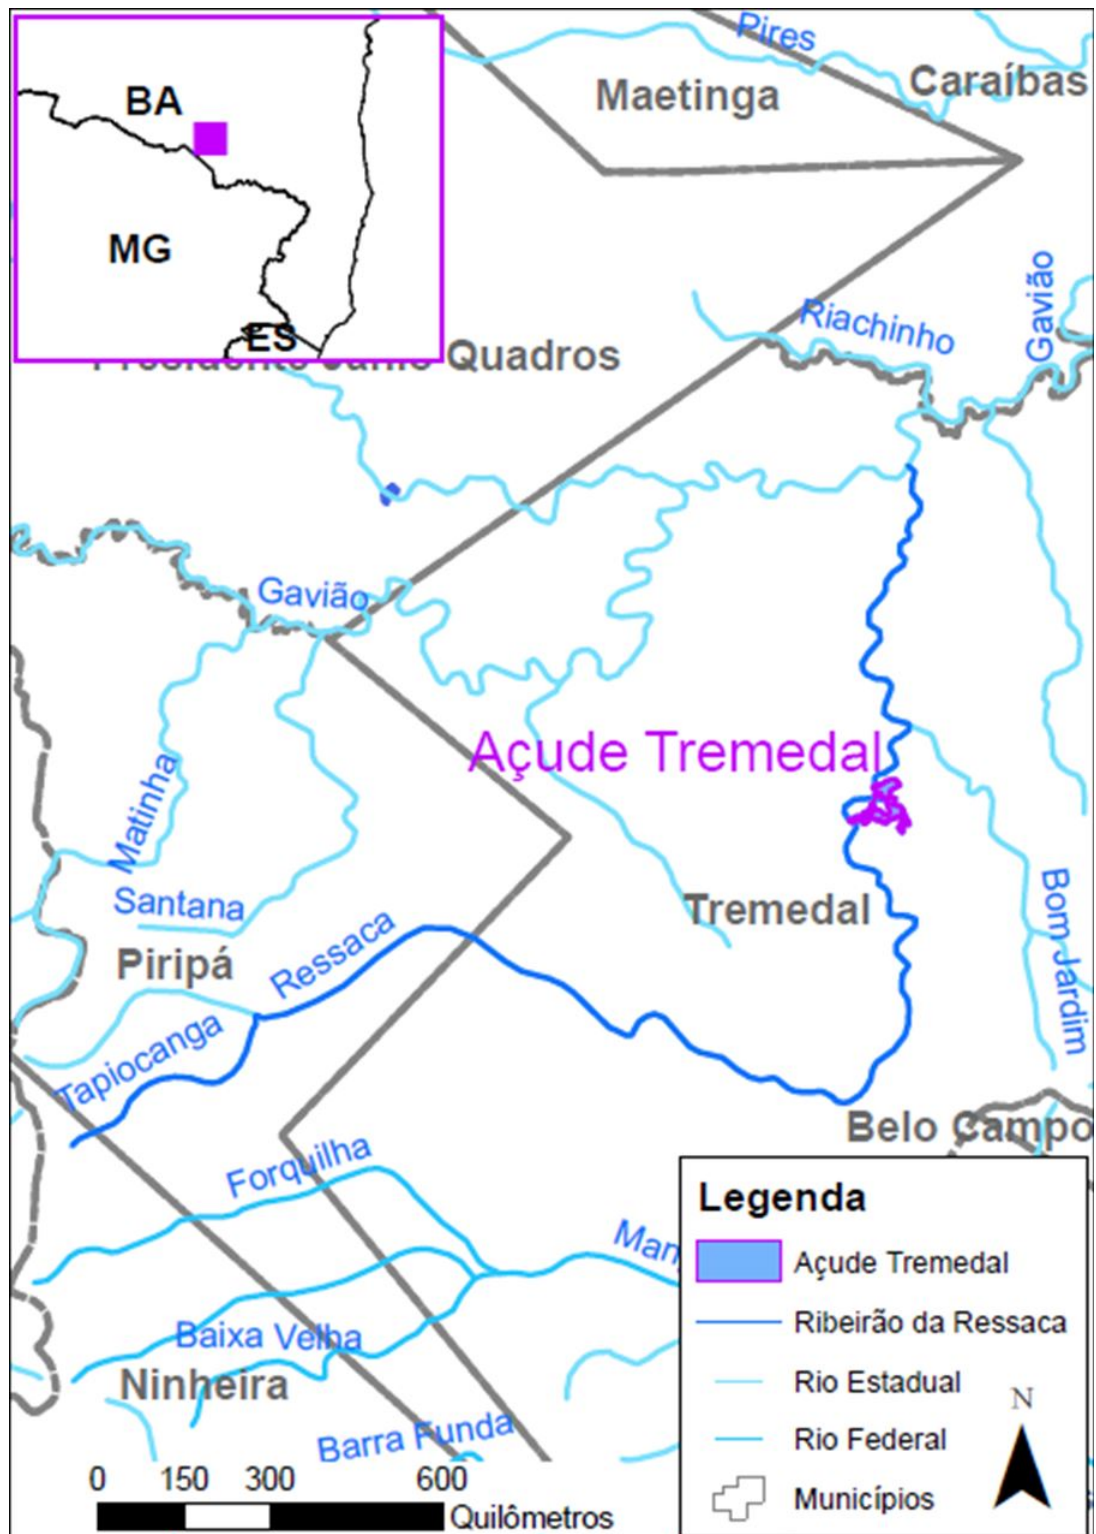 Pires
Caraíbas
Maetinga
BA
MG
ES
Riachinho
Gavião
Quadros
Gavião
Açude Tremedal
Matinha
Santana
Tremedal
Piripá
Ressaca
Bom Jardim
Tapiocanga
Belo Campo
Forquilha
Baixa Velha
Ninheira
Barra Funda
Legenda
Açude Tremedal
Ribeirão da Ressaca
Rio Estadual
Rio Federal
Municípios
N
0 150 300 600
Quilômetros